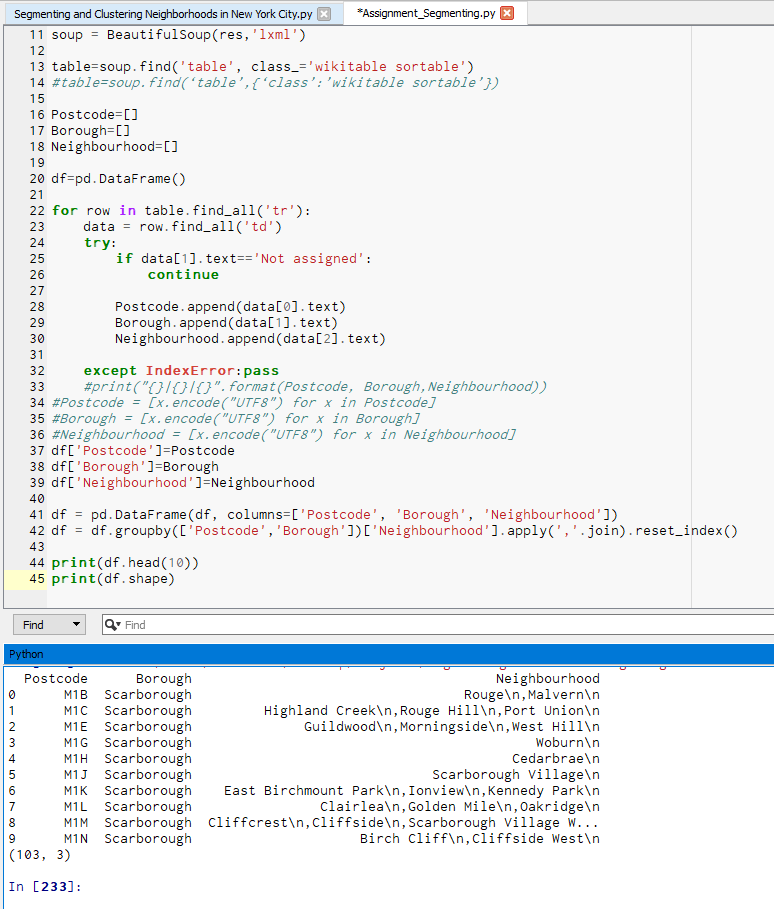 Segmenting and Clustering Neighborhoods in New York City.py
*Assignment_Segmenting.py
11 soup = BeautifulSoup(res,'lxml')
12
13 table=soup.find('table', class_='wikitable sortable')
14 #table=soup.find(‘table’,{‘class’:’wikitable sortable’})
15
16 Postcode=[]
17 Borough=[]
18 Neighbourhood=[]
19
20 df=pd.DataFrame()
21
22 for row in table.find_all('tr'):
23     data = row.find_all('td')
24     try:
25         if data[1].text=='Not assigned':
26             continue
27
28         Postcode.append(data[0].text)
29         Borough.append(data[1].text)
30         Neighbourhood.append(data[2].text)
31
32     except IndexError:pass
33     #print("{}|{}|{}".format(Postcode, Borough,Neighbourhood))
34 #Postcode = [x.encode("UTF8") for x in Postcode]
35 #Borough = [x.encode("UTF8") for x in Borough]
36 #Neighbourhood = [x.encode("UTF8") for x in Neighbourhood]
37 df['Postcode']=Postcode
38 df['Borough']=Borough
39 df['Neighbourhood']=Neighbourhood
40
41 df = pd.DataFrame(df, columns=['Postcode', 'Borough', 'Neighbourhood'])
42 df = df.groupby(['Postcode','Borough'])['Neighbourhood'].apply(','.join).reset_index()
43
44 print(df.head(10))
45 print(df.shape)
Find Find
Python
Postcode Borough Neighbourhood
0 M1B Scarborough Rouge\n,Malvern\n
1 M1C Scarborough Highland Creek\n,Rouge Hill\n,Port Union\n
2 M1E Scarborough Guildwood\n,Morningside\n,West Hill\n
3 M1G Scarborough Woburn\n
4 M1H Scarborough Cedarbrae\n
5 M1J Scarborough Scarborough Village\n
6 M1K Scarborough East Birchmount Park\n,Ionview\n,Kennedy Park\n
7 M1L Scarborough Clairlea\n,Golden Mile\n,Oakridge\n
8 M1M Scarborough Cliffcrest\n,Cliffside\n,Scarborough Village W...
9 M1N Scarborough Birch Cliff\n,Cliffside West\n
(103, 3)
In [233]: